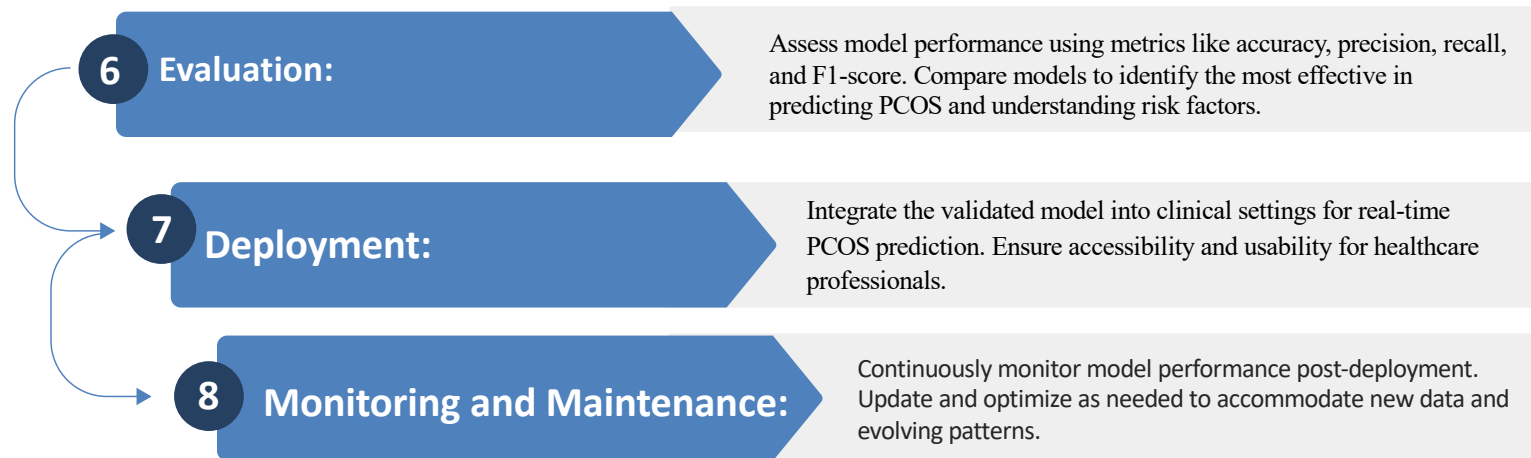 6
Evaluation:
Assess model performance using metrics like accuracy, precision, recall,
and F1-score. Compare models to identify the most effective in
predicting PCOS and understanding risk factors.
7
Deployment:
Integrate the validated model into clinical settings for real-time
PCOS prediction. Ensure accessibility and usability for healthcare
professionals.
8
Monitoring and Maintenance:
Continuously monitor model performance post-deployment.
Update and optimize as needed to accommodate new data and
evolving patterns.